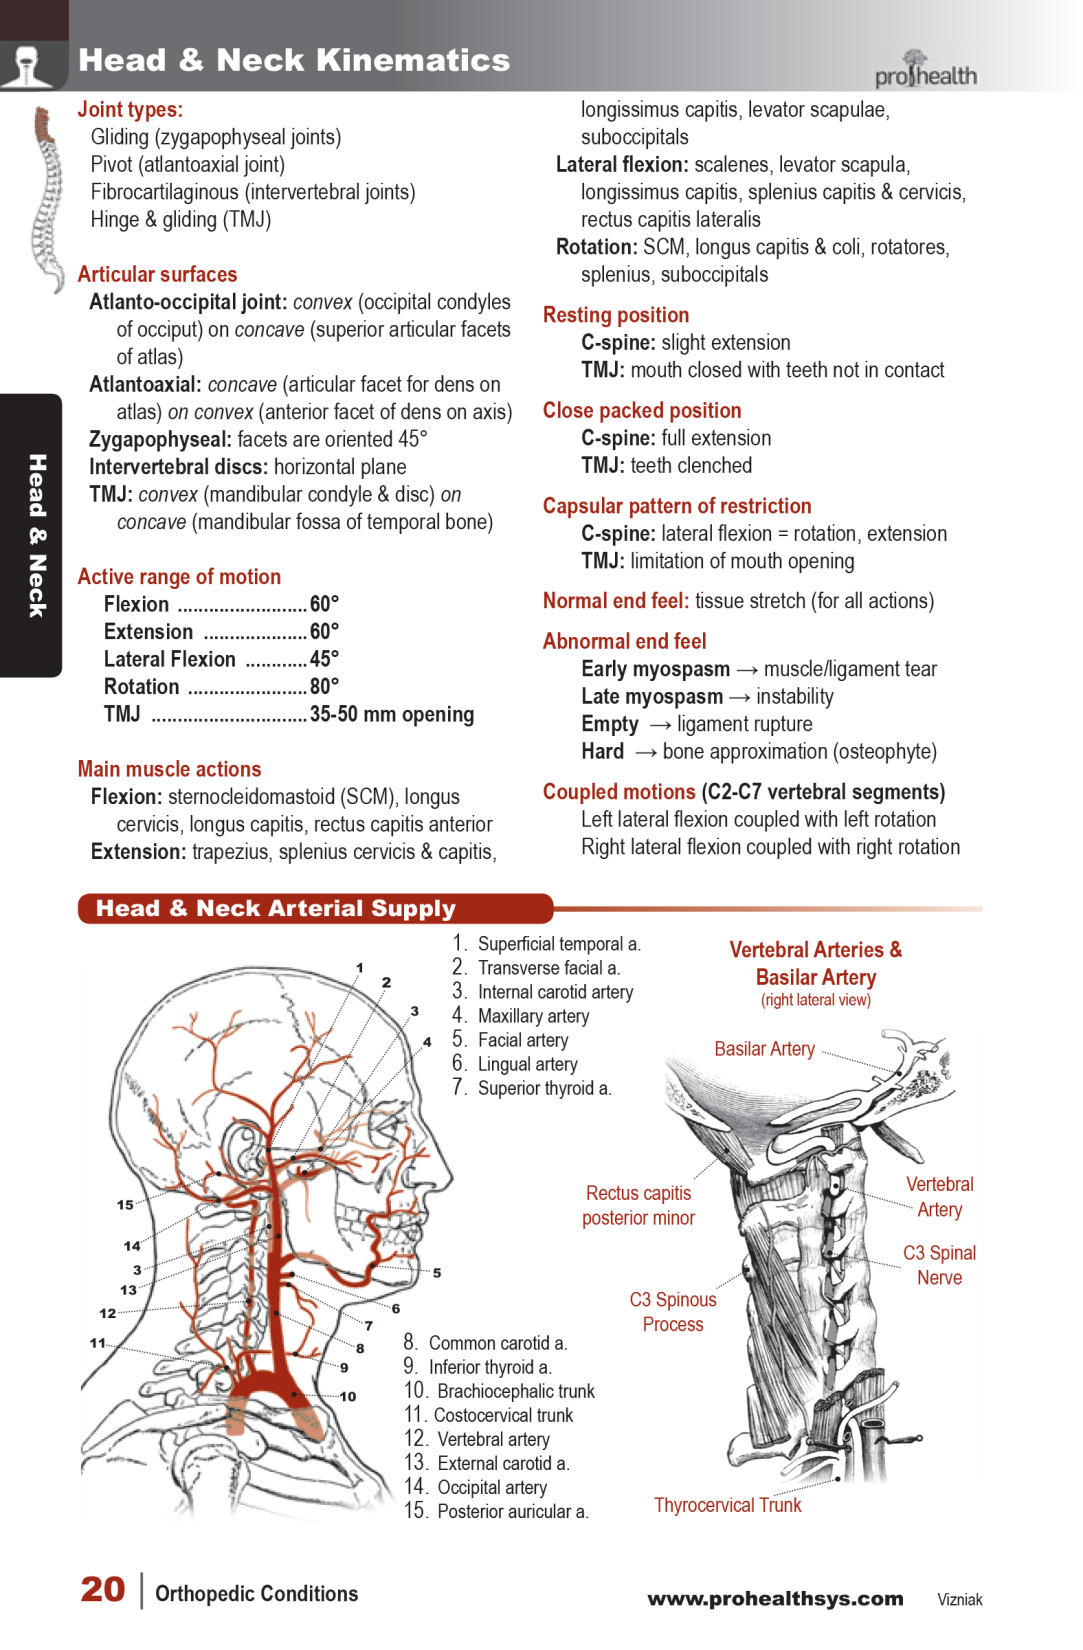 Head & Neck Kinematics
prohealth
Head & Neck
Joint types:
Gliding (zygapophyseal joints)
Pivot (atlantoaxial joint)
Fibrocartilaginous (intervertebral joints)
Hinge & gliding (TMJ)
Articular surfaces
Atlanto-occipital joint: convex (occipital condyles
of occiput) on concave (superior articular facets
of atlas)
Atlantoaxial: concave (articular facet for dens on
atlas) on convex (anterior facet of dens on axis)
Zygapophyseal: facets are oriented 45°
Intervertebral discs: horizontal plane
TMJ: convex (mandibular condyle & disc) on
concave (mandibular fossa of temporal bone)
Active range of motion
Flexion ......................... 60°
Extension .................... 60°
Lateral Flexion ............ 45°
Rotation ....................... 80°
TMJ .............................. 35-50 mm opening
Main muscle actions
Flexion: sternocleidomastoid (SCM), longus
cervicis, longus capitis, rectus capitis anterior
Extension: trapezius, splenius cervicis & capitis,
longissimus capitis, levator scapulae,
suboccipitals
Lateral flexion: scalenes, levator scapula,
longissimus capitis, splenius capitis & cervicis,
rectus capitis lateralis
Rotation: SCM, longus capitis & coli, rotatores,
splenius, suboccipitals
Resting position
C-spine: slight extension
TMJ: mouth closed with teeth not in contact
Close packed position
C-spine: full extension
TMJ: teeth clenched
Capsular pattern of restriction
C-spine: lateral flexion = rotation, extension
TMJ: limitation of mouth opening
Normal end feel: tissue stretch (for all actions)
Abnormal end feel
Early myospasm → muscle/ligament tear
Late myospasm → instability
Empty → ligament rupture
Hard → bone approximation (osteophyte)
Coupled motions (C2-C7 vertebral segments)
Left lateral flexion coupled with left rotation
Right lateral flexion coupled with right rotation
Head & Neck Arterial Supply
1
2
3
4
15
14
3
13
12
11
5
6
7
8
9
10
1. Superficial temporal a.
2. Transverse facial a.
3. Internal carotid artery
4. Maxillary artery
5. Facial artery
6. Lingual artery
7. Superior thyroid a.
8. Common carotid a.
9. Inferior thyroid a.
10. Brachiocephalic trunk
11. Costocervical trunk
12. Vertebral artery
13. External carotid a.
14. Occipital artery
15. Posterior auricular a.
Vertebral Arteries &
Basilar Artery
(right lateral view)
Basilar Artery
Rectus capitis
posterior minor
Vertebral
Artery
C3 Spinal
Nerve
C3 Spinous
Process
Thyrocervical Trunk
20 Orthopedic Conditions
www.prohealthsys.com Vizniak